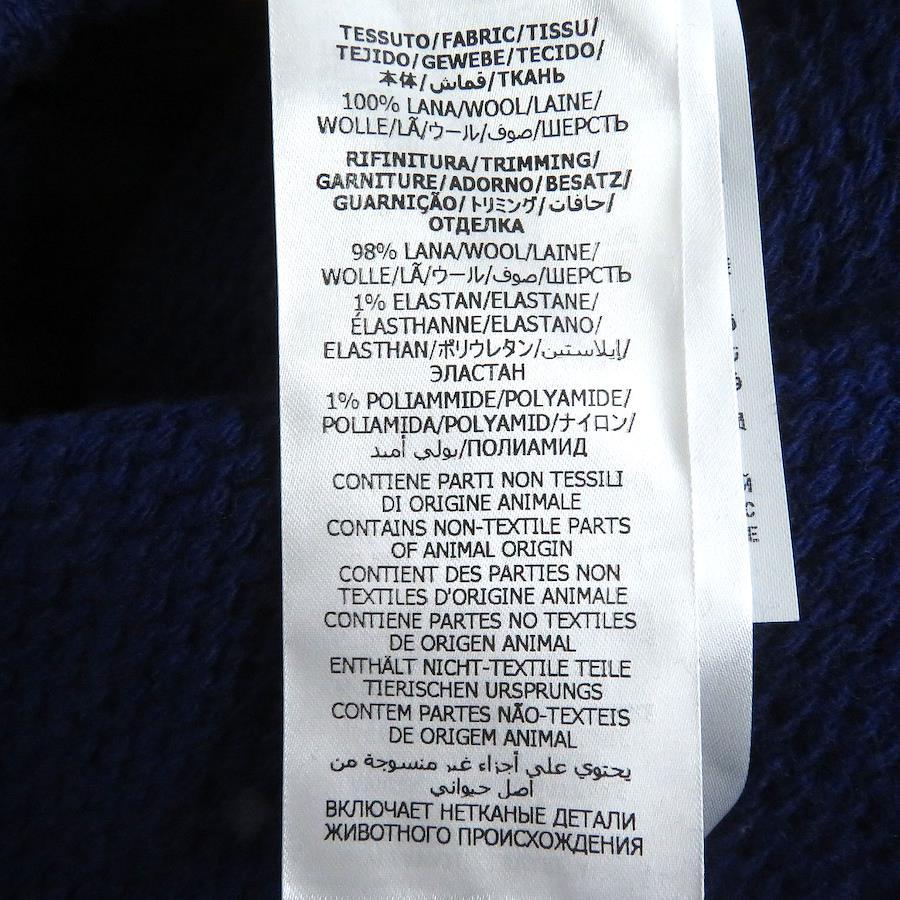 TESSUTO/FABRIC/TISSU/
TEJIDO/GEWEBE/TECIDO/
本体/قماش/ТКАНЬ
100% LANA/WOOL/LAINE/
WOLLE/LÃ/ウール/صوف/ШЕРСТЬ
RIFINITURA/TRIMMING/
GARNITURE/ADORNO/BESATZ/
GUARNIÇÃO/トリミング/حافات/
ОТДЕЛКА
98% LANA/WOOL/LAINE/
WOLLE/LÃ/ウール/صوف/ШЕРСТЬ
1% ELASTAN/ELASTANE/
ÉLASTHANNE/ELASTANO/
ELASTHAN/ポリウレタン/إيلاستين/
ЭЛАСТАН
1% POLIAMMIDE/POLYAMIDE/
POLIAMIDA/POLYAMID/ナイロン/
بولي أميد/ПОЛИАМИД
CONTIENE PARTI NON TESSILI
DI ORIGINE ANIMALE
CONTAINS NON-TEXTILE PARTS
OF ANIMAL ORIGIN
CONTIENT DES PARTIES NON
TEXTILES D'ORIGINE ANIMALE
CONTIENE PARTES NO TEXTILES
DE ORIGEN ANIMAL
ENTHÄLT NICHT-TEXTILE TEILE
TIERISCHEN URSPRUNGS
CONTEM PARTES NÃO-TEXTEIS
DE ORIGEM ANIMAL
يحتوي على أجزاء غير منسوجة من
أصل حيواني
ВКЛЮЧАЕТ НЕТКАНЫЕ ДЕТАЛИ
ЖИВОТНОГО ПРОИСХОЖДЕНИЯ